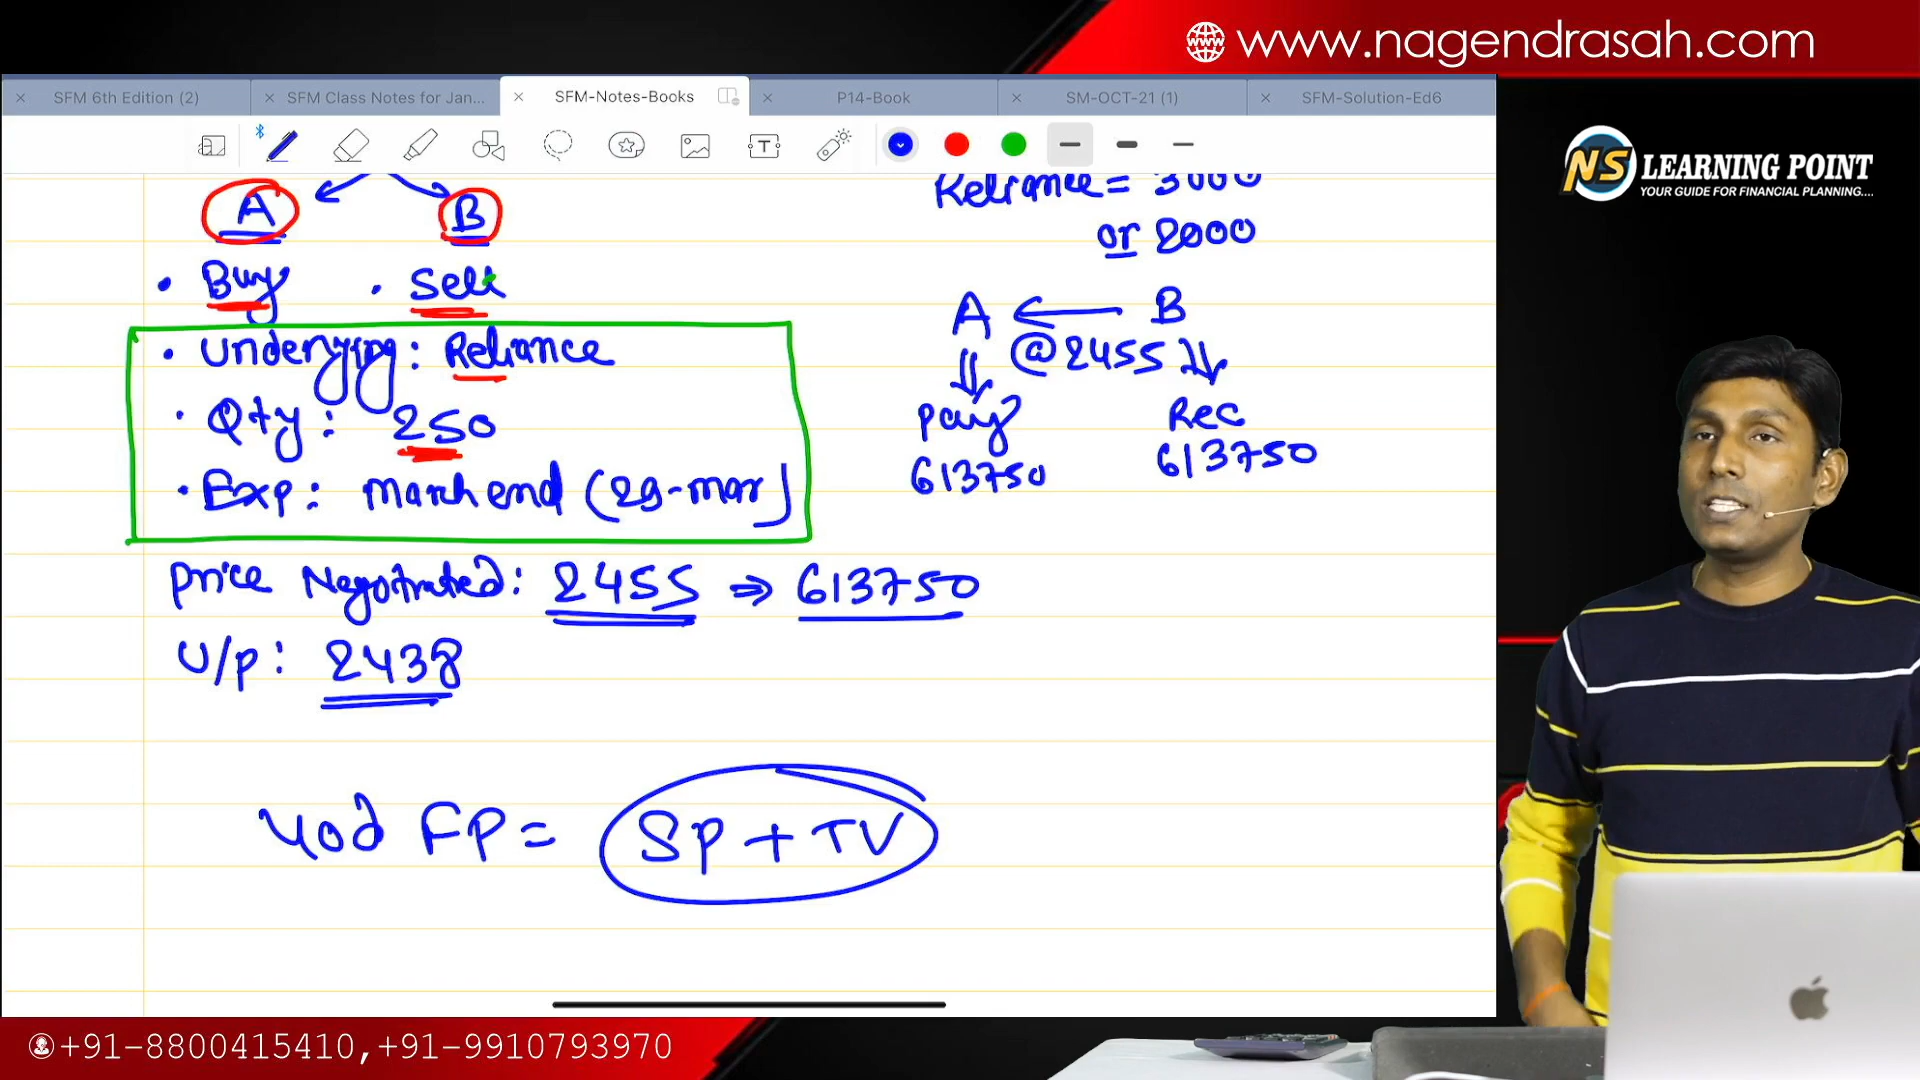 www.nagendrasah.com
SFM 6th Edition (2)
SFM Class Notes for Jan...
SFM-Notes-Books
P14-Book
SM-OCT-21 (1)
SFM-Solution-Ed6
T
NS LEARNING POINT
YOUR GUIDE FOR FINANCIAL PLANNING....
A B
• Buy • Sell
• Underying: Reliance
• Qty: 250
• Exp: March end (29-mar)
Price Negotiated: 2455 ⇒ 613750
U/p: 2438
FP = SP + TV
Reliance = 3000
or 2000
A ← B
@2455
Pay Rec
613750 613750
+91-8800415410,+91-9910793970